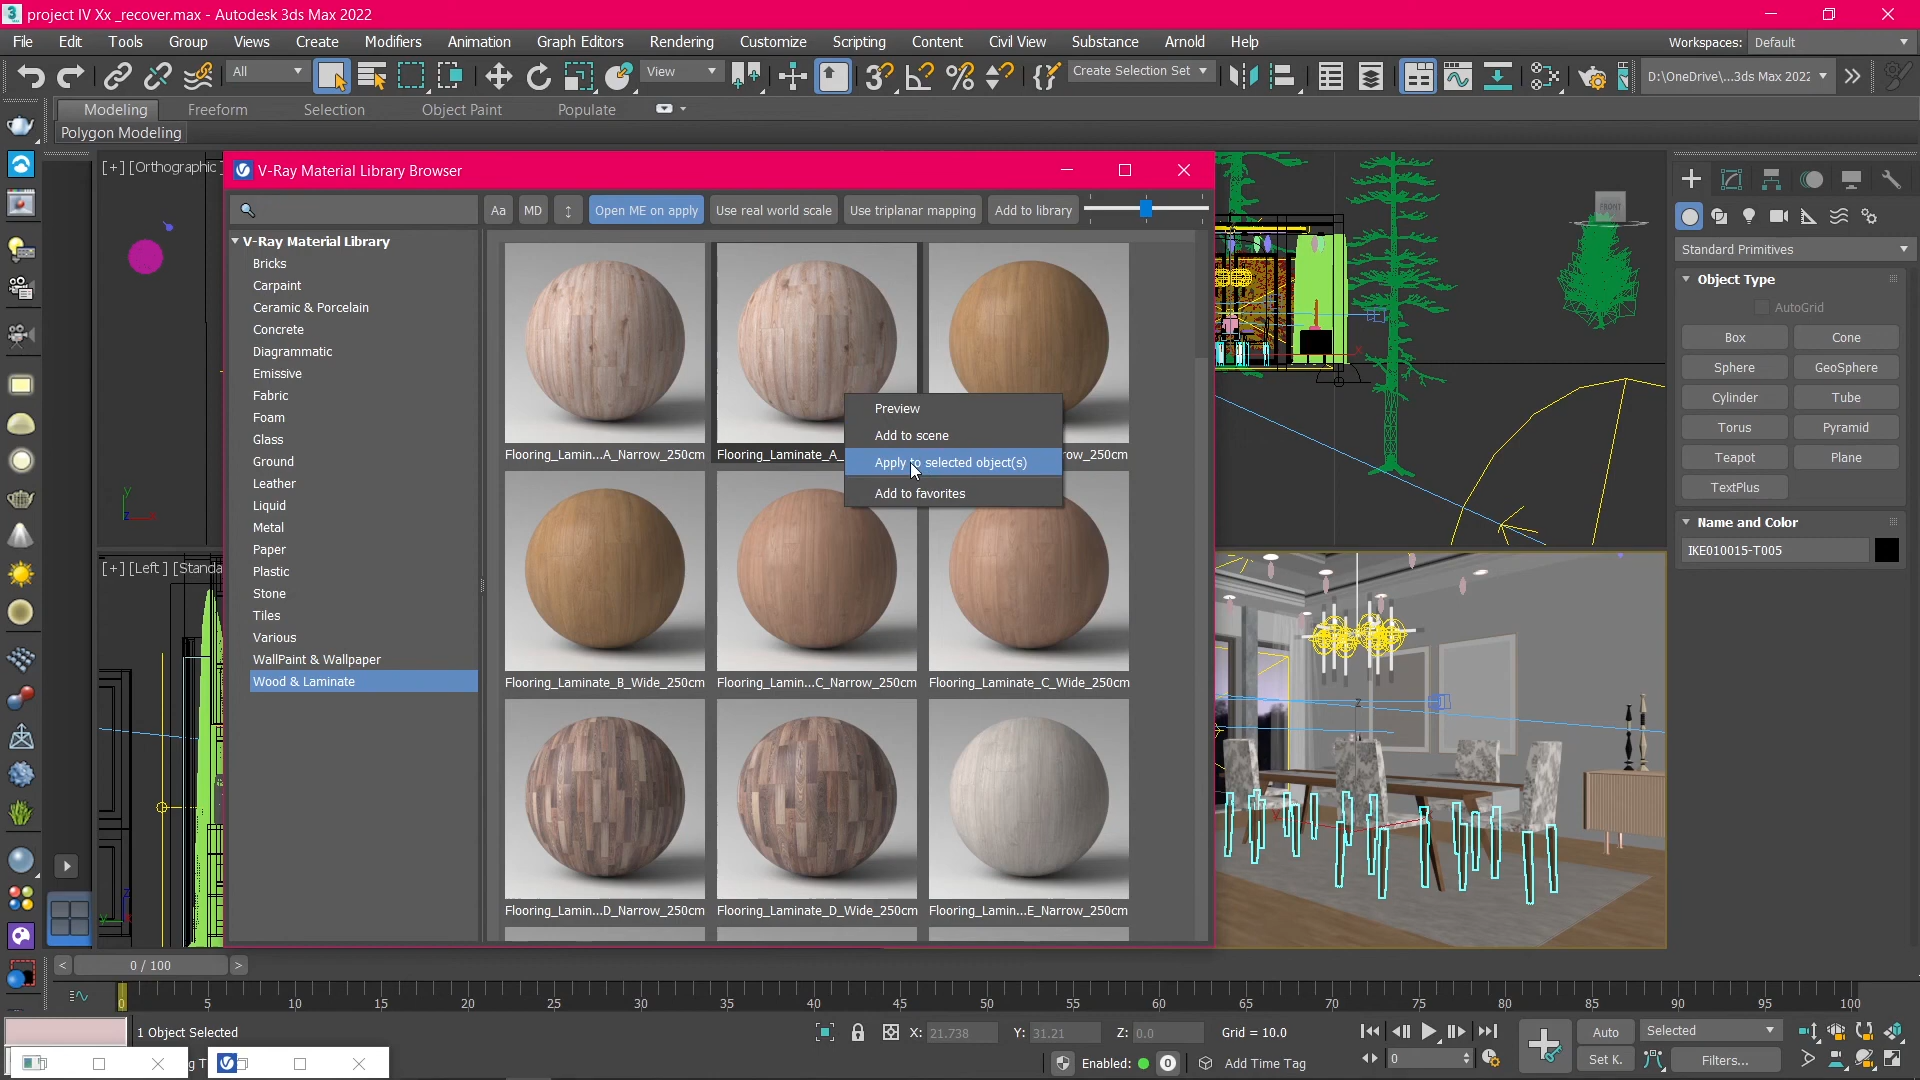 project IV Xx _recover.max - Autodesk 3ds Max 2022
File Edit Tools Group Views Create Modifiers Animation Graph Editors Rendering Customize Scripting Content Civil View Substance Arnold Help Workspaces: Default
All View Create Selection Set D:\OneDrive\...3ds Max 2022
Modeling Freeform Selection Object Paint Populate
Polygon Modeling
[+] [Orthographic
V-Ray Material Library Browser
Aa MD Open ME on apply Use real world scale Use triplanar mapping Add to library
V-Ray Material Library
Bricks
Carpaint
Ceramic & Porcelain
Concrete
Diagrammatic
Emissive
Fabric
Foam
Glass
Ground
Leather
Liquid
Metal
Paper
Plastic
Stone
Tiles
Various
WallPaint & Wallpaper
Wood & Laminate
Flooring_Lamin...A_Narrow_250cm Flooring_Laminate_A_ ow_250cm
Preview
Add to scene
Apply to selected object(s)
Add to favorites
Flooring_Laminate_B_Wide_250cm Flooring_Lamin...C_Narrow_250cm Flooring_Laminate_C_Wide_250cm
Flooring_Lamin...D_Narrow_250cm Flooring_Laminate_D_Wide_250cm Flooring_Lamin...E_Narrow_250cm
[+] [Left ] [Standa
FRONT
Standard Primitives
Object Type
AutoGrid
Box Cone
Sphere GeoSphere
Cylinder Tube
Torus Pyramid
Teapot Plane
TextPlus
Name and Color
IKE010015-T005
< 0 / 100 >
0 5 10 15 20 25 30 35 40 45 50 55 60 65 70 75 80 85 90 95 100
1 Object Selected X: 21.738 Y: 31.21 Z: 0.0 Grid = 10.0 Auto Selected
g T Enabled: 0 Add Time Tag 0 Set K. Filters...